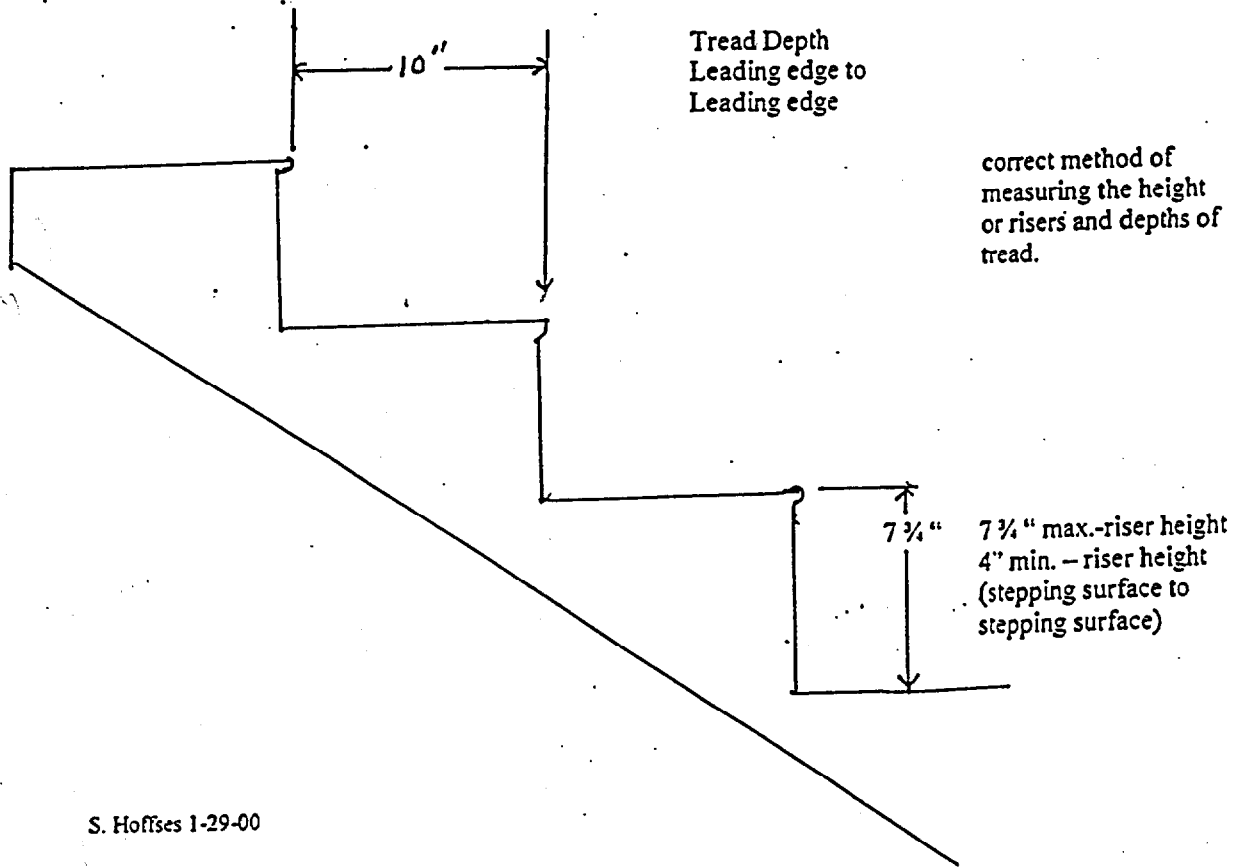 10"
Tread Depth
Leading edge to
Leading edge
correct method of
measuring the height
or risers and depths of
tread.
7 ¾ “
7 ¾ “ max.-riser height
4" min. – riser height
(stepping surface to
stepping surface)
S. Hoffses 1-29-00